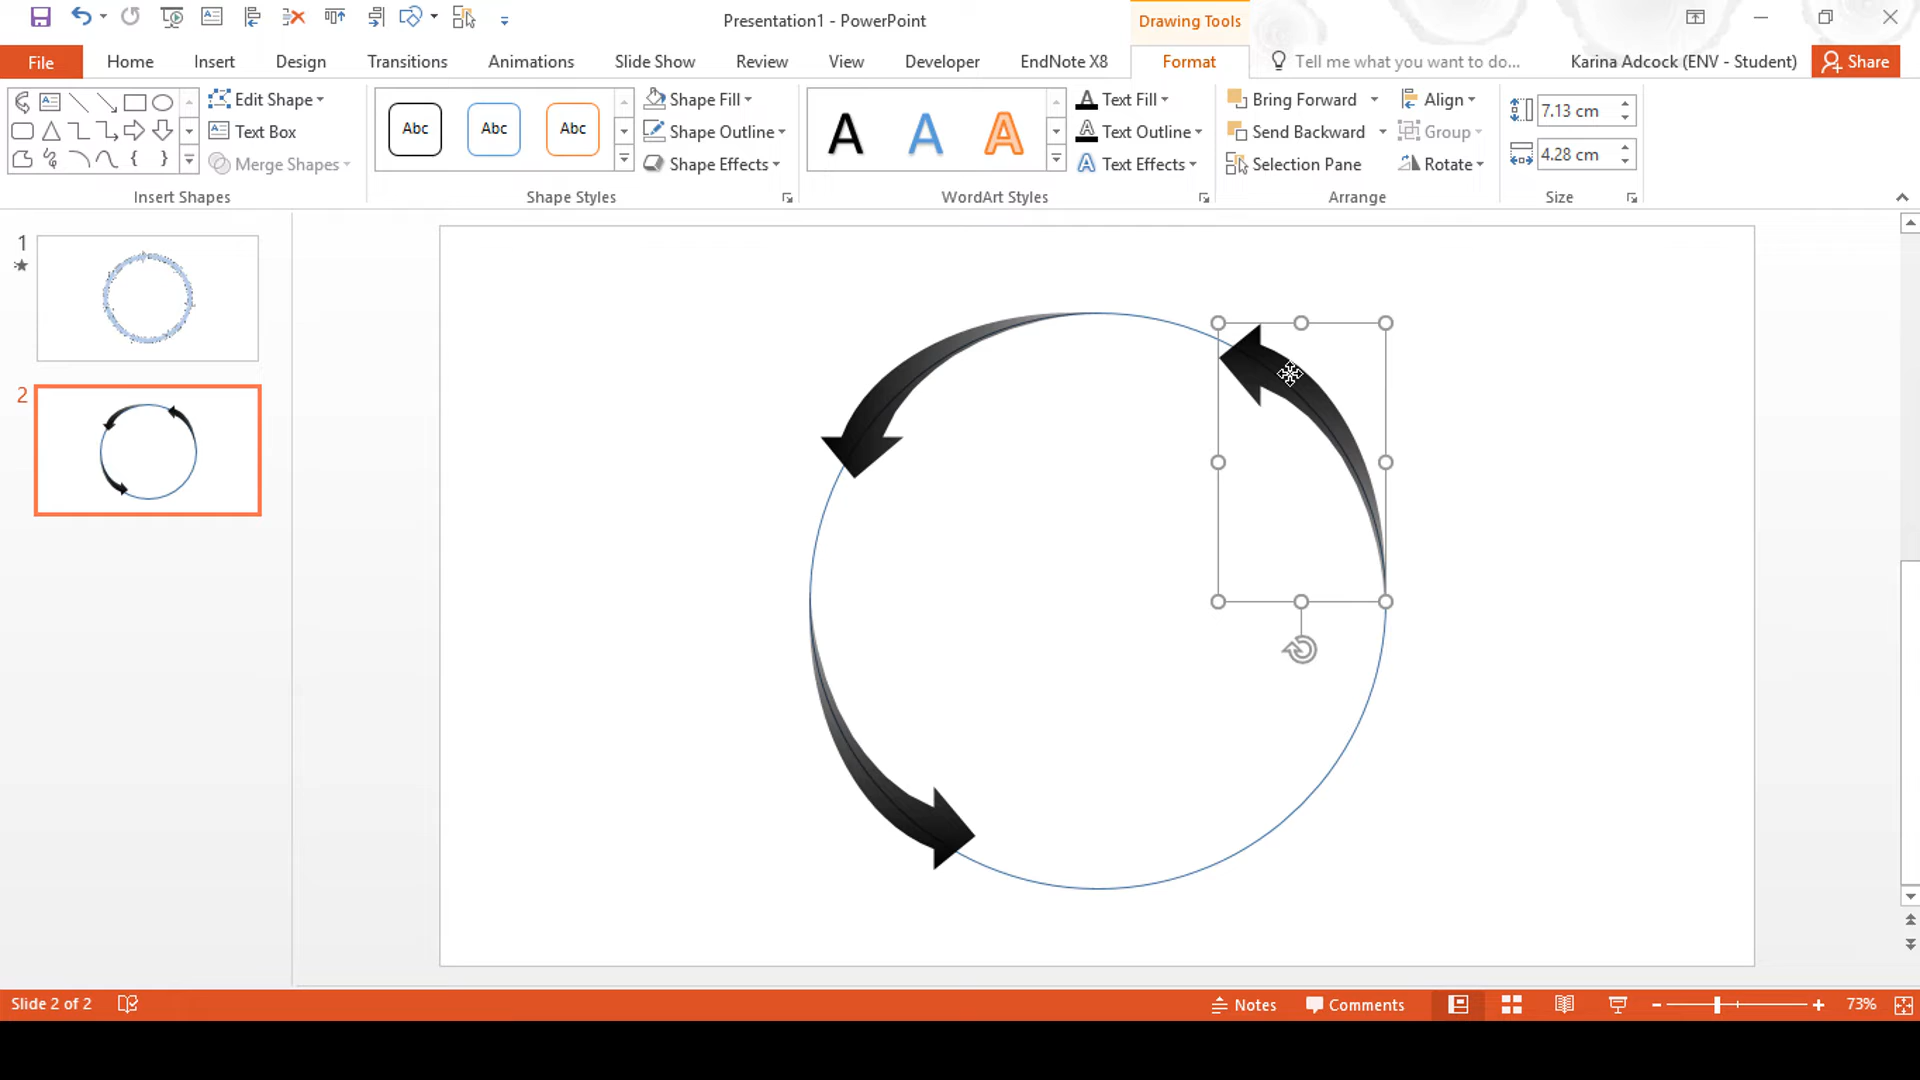 Presentation1 - PowerPoint
Drawing Tools
File
Home
Insert
Design
Transitions
Animations
Slide Show
Review
View
Developer
EndNote X8
Format
Tell me what you want to do...
Karina Adcock (ENV - Student)
Share
Edit Shape
Text Box
Merge Shapes
Insert Shapes
Abc
Abc
Abc
Shape Fill
Shape Outline
Shape Effects
Shape Styles
A
A
A
Text Fill
Text Outline
Text Effects
WordArt Styles
Bring Forward
Send Backward
Selection Pane
Align
Group
Rotate
Arrange
7.13 cm
4.28 cm
Size
1
2
Slide 2 of 2
Notes
Comments
73%